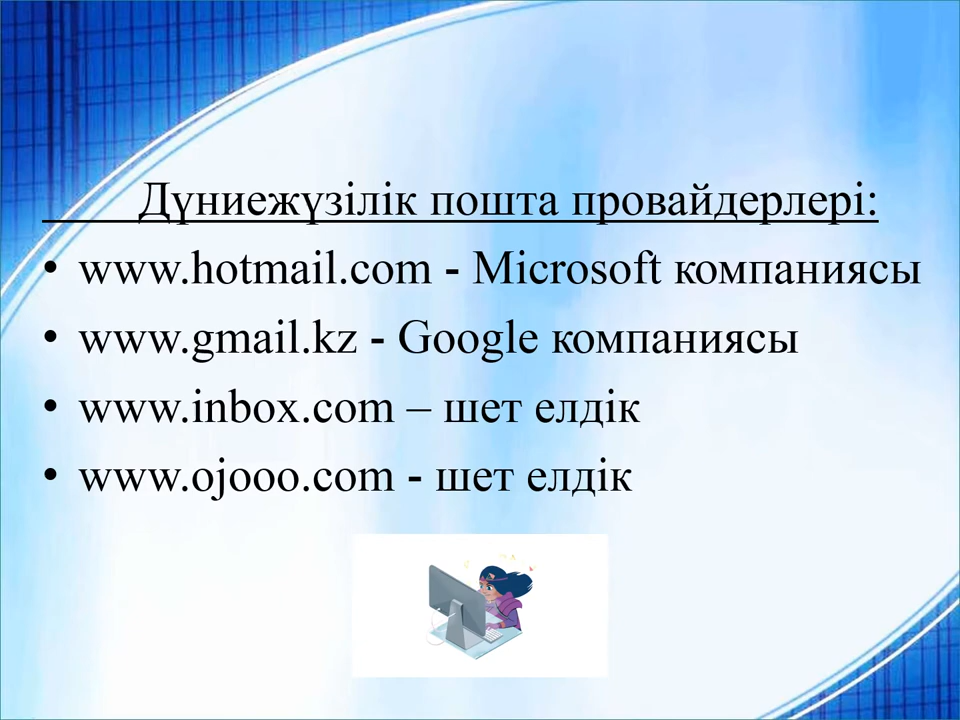 Дүниежүзілік пошта провайдерлері:
• www.hotmail.com - Microsoft компаниясы
• www.gmail.kz - Google компаниясы
• www.inbox.com – шет елдік
• www.ojooo.com - шет елдік